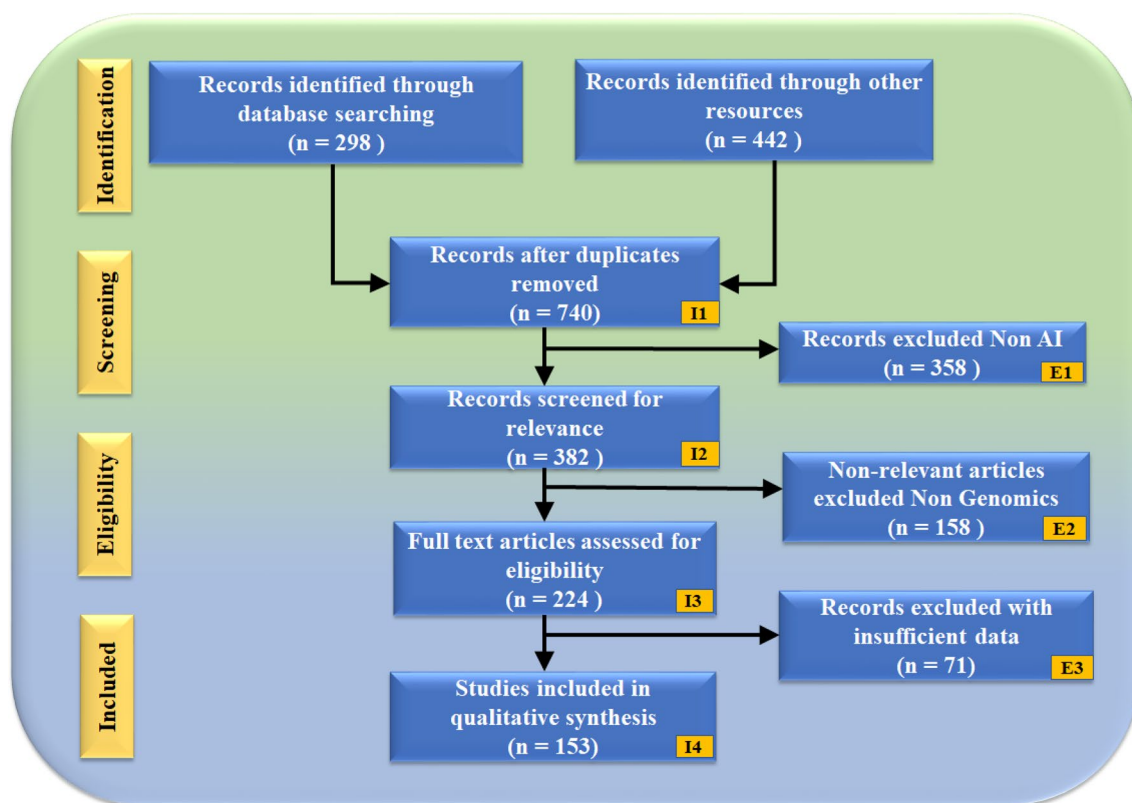 Identification
Records identified through
database searching
(n = 298 )
Records identified through other
resources
(n = 442 )
Screening
Records after duplicates
removed
(n = 740)
I1
Records excluded Non AI
(n = 358 )
E1
Records screened for
relevance
(n = 382 )
I2
Eligibility
Non-relevant articles
excluded Non Genomics
(n = 158 )
E2
Full text articles assessed for
eligibility
(n = 224 )
I3
Records excluded with
insufficient data
(n = 71)
E3
Included
Studies included in
qualitative synthesis
(n = 153)
I4